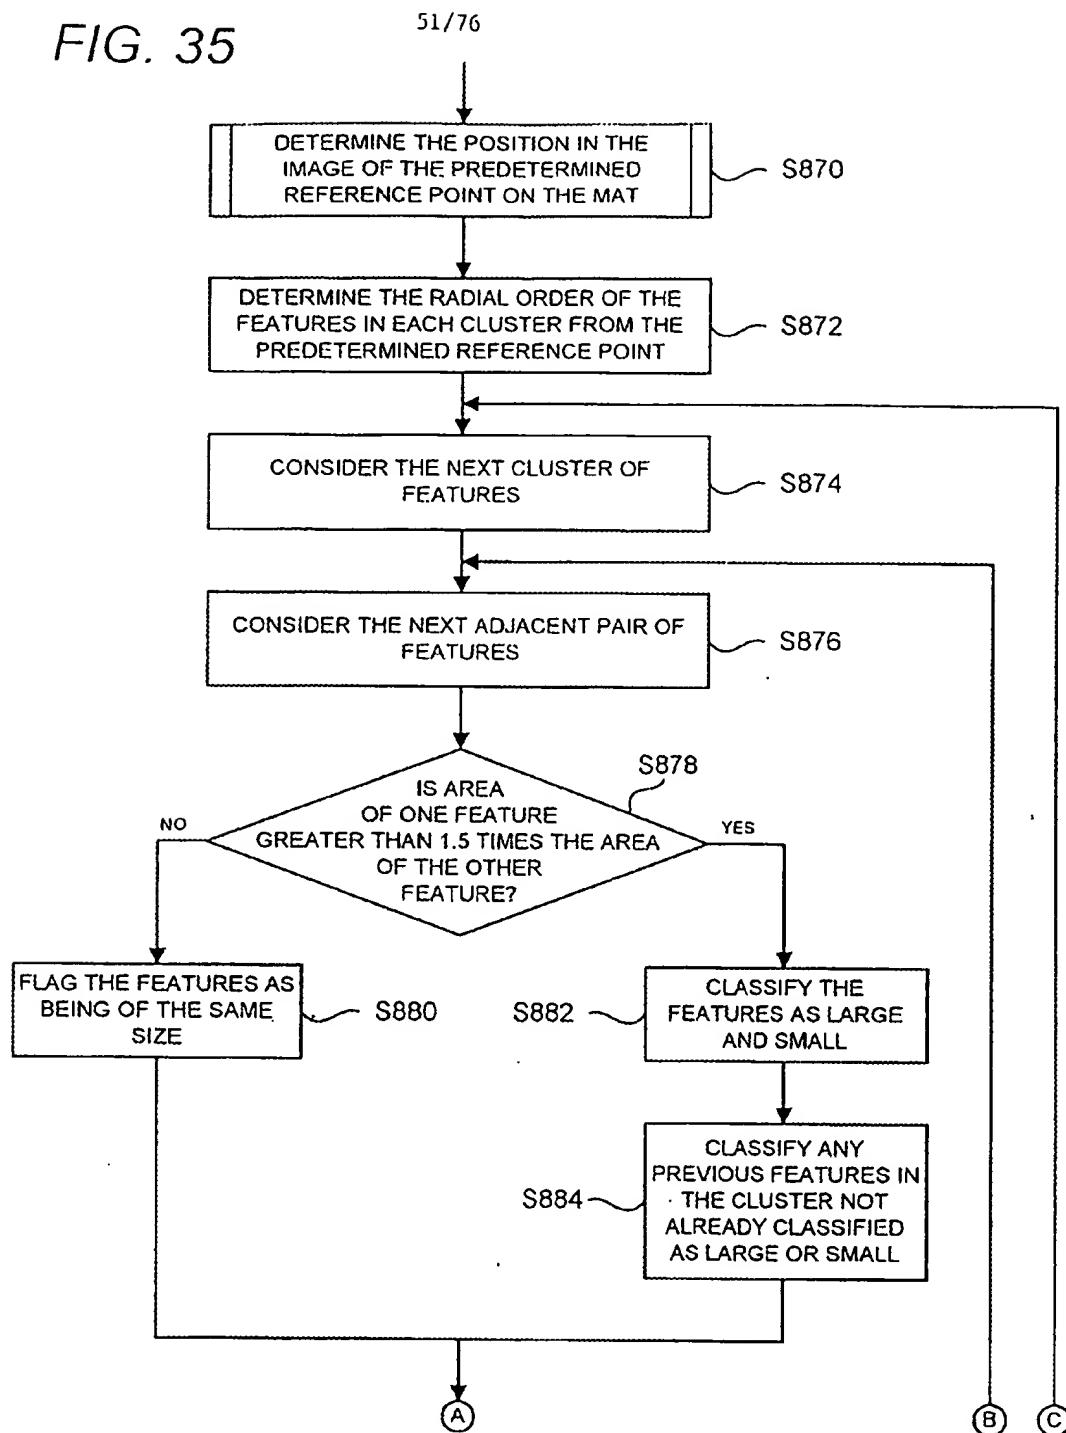 FIG. 35
51/76
DETERMINE THE POSITION IN THE
IMAGE OF THE PREDETERMINED
REFERENCE POINT ON THE MAT
S870
DETERMINE THE RADIAL ORDER OF THE
FEATURES IN EACH CLUSTER FROM THE
PREDETERMINED REFERENCE POINT
S872
CONSIDER THE NEXT CLUSTER OF
FEATURES
S874
CONSIDER THE NEXT ADJACENT PAIR OF
FEATURES
S876
S878
IS AREA
OF ONE FEATURE
GREATER THAN 1.5 TIMES THE AREA
OF THE OTHER
FEATURE?
NO
YES
FLAG THE FEATURES AS
BEING OF THE SAME
SIZE
S880
S882
CLASSIFY THE
FEATURES AS LARGE
AND SMALL
S884
CLASSIFY ANY
PREVIOUS FEATURES IN
THE CLUSTER NOT
ALREADY CLASSIFIED
AS LARGE OR SMALL
A
B
C